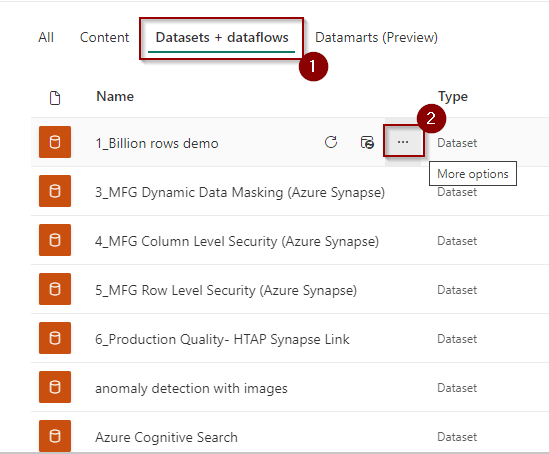 All Content Datasets + dataflows Datamarts (Preview)
1
Name Type
2
1_Billion rows demo ... Dataset
More options
3_MFG Dynamic Data Masking (Azure Synapse) Dataset
4_MFG Column Level Security (Azure Synapse) Dataset
5_MFG Row Level Security (Azure Synapse) Dataset
6_Production Quality- HTAP Synapse Link Dataset
anomaly detection with images Dataset
Azure Cognitive Search Dataset